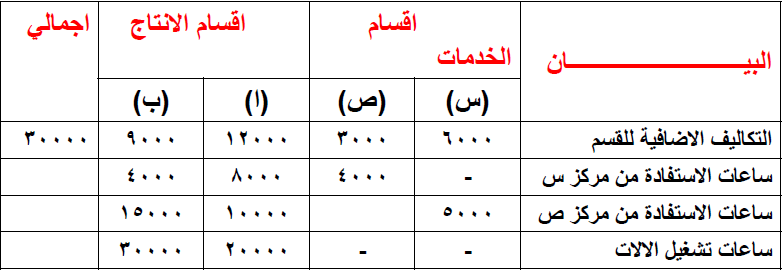 البيـــــــــــــــــــــــــان اقسام الخدمات اقسام الانتاج اجمالي
(س) (ص) (ا) (ب)
التكاليف الاضافية للقسم ٦٠٠٠ ٣٠٠٠ ١٢٠٠٠ ٩٠٠٠ ٣٠٠٠٠
ساعات الاستفادة من مركز س - ٤٠٠٠ ٨٠٠٠ ٤٠٠٠
ساعات الاستفادة من مركز ص ٥٠٠٠ ١٠٠٠٠ ١٥٠٠٠
ساعات تشغيل الالات - - ٢٠٠٠٠ ٣٠٠٠٠